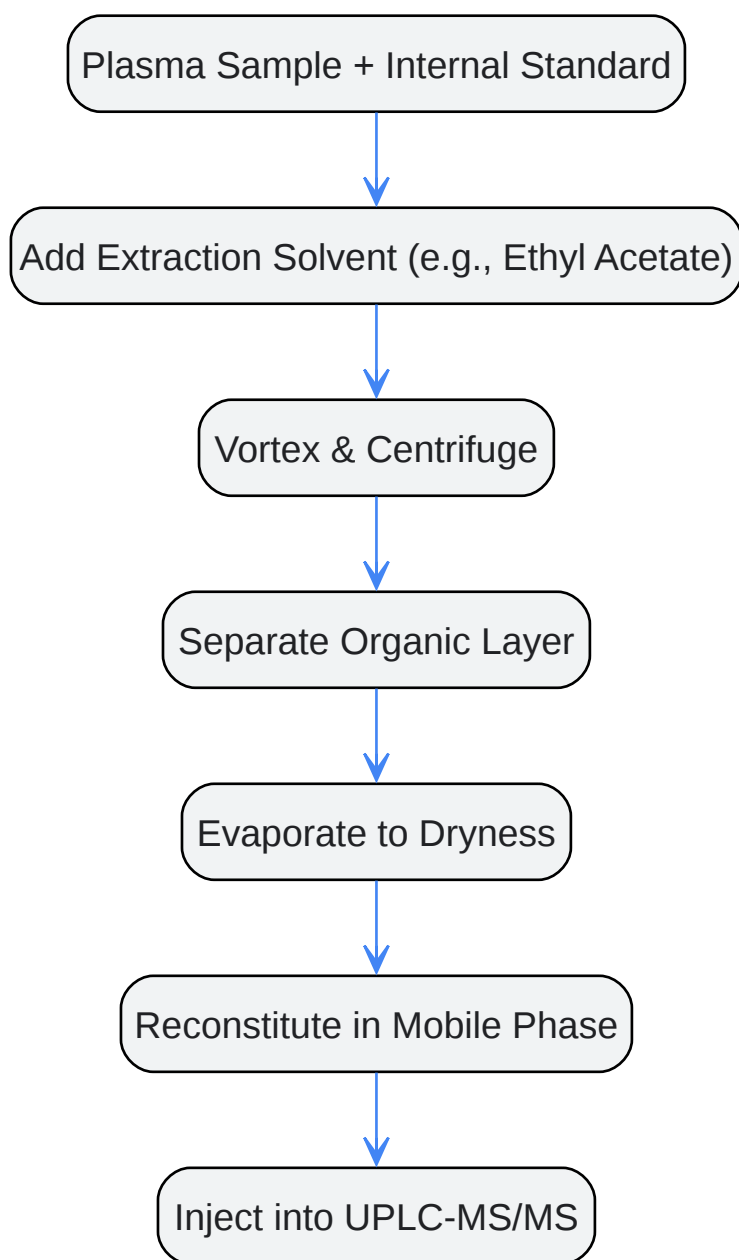 Plasma Sample + Internal Standard
Add Extraction Solvent (e.g., Ethyl Acetate)
Vortex & Centrifuge
Separate Organic Layer
Evaporate to Dryness
Reconstitute in Mobile Phase
Inject into UPLC-MS/MS